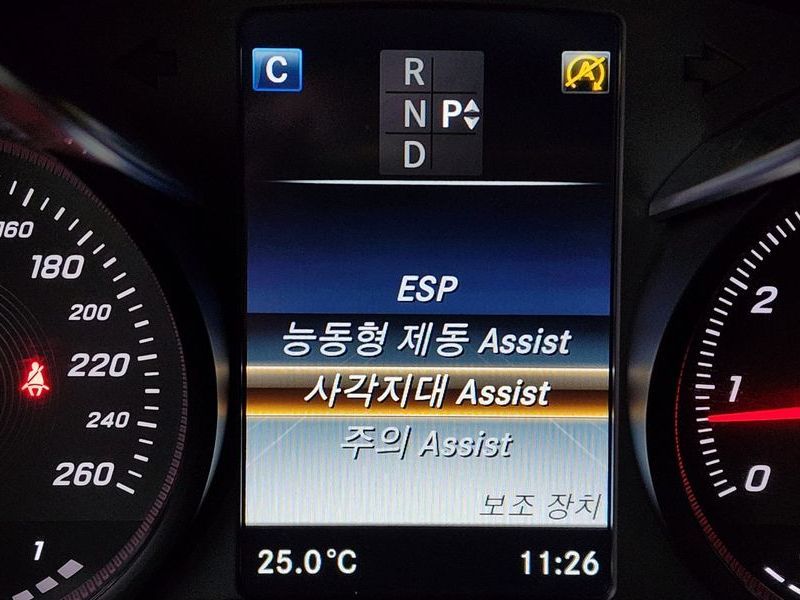 C
R
N P
D
A
160
180
200
220
240
260
1
ESP
능동형 제동 Assist
사각지대 Assist
주의 Assist
보조 장치
25.0°C
11:26
2
1
0